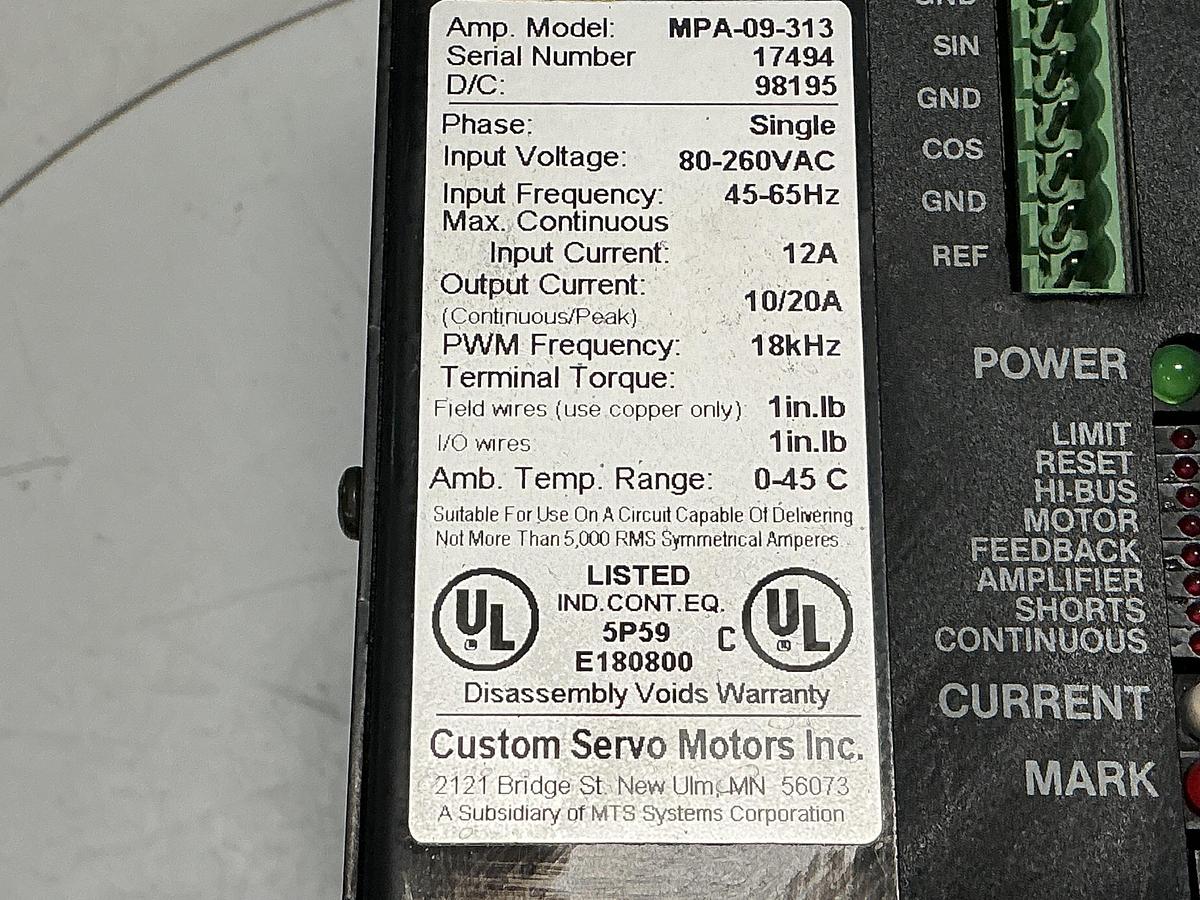 Amp. Model: MPA-09-313
Serial Number 17494
D/C: 98195
Phase: Single
Input Voltage: 80-260VAC
Input Frequency: 45-65Hz
Max. Continuous
Input Current: 12A
Output Current:
(Continuous/Peak) 10/20A
PWM Frequency: 18kHz
Terminal Torque:
Field wires (use copper only): 1in.lb
I/O wires: 1in.lb
Amb. Temp. Range: 0-45 C
Suitable For Use On A Circuit Capable Of Delivering
Not More Than 5,000 RMS Symmetrical Amperes.
LISTED
IND.CONT.EQ.
5P59
E180800
UL
C UL
Disassembly Voids Warranty
Custom Servo Motors Inc.
2121 Bridge St. New Ulm, MN 56073
A Subsidiary of MTS Systems Corporation
GND
SIN
GND
COS
GND
REF
POWER
LIMIT
RESET
HI-BUS
MOTOR
FEEDBACK
AMPLIFIER
SHORTS
CONTINUOUS
CURRENT
MARK